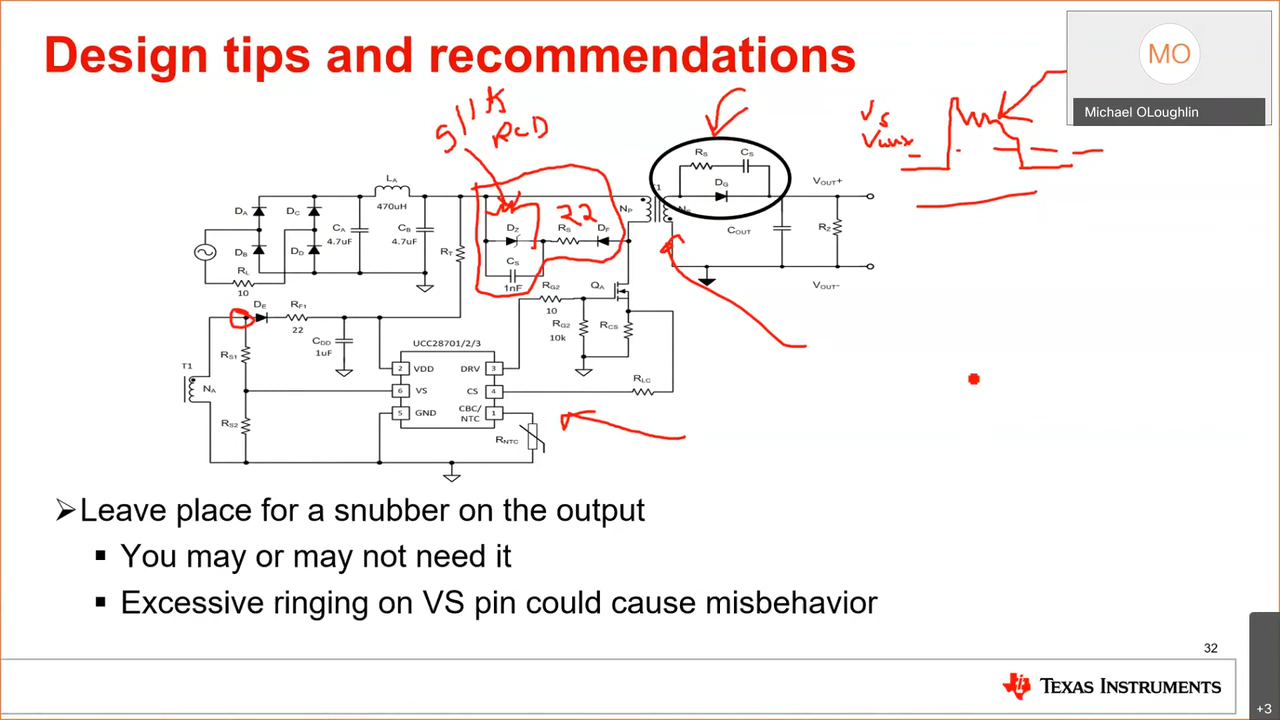 Design tips and recommendations
MO
Michael OLoughlin
511k
RCD
22
Vs
RS CS
DG
VOUT+
LA
470uH
DA DC
CA
4.7uF
CB
4.7uF
DB DD
RL
10
RT
DZ
RS DF
CS
1nF
NP
T1
COUT
RZ
VOUT-
DE RF1
22
CDD
1uF
RG2
10
QA
RG2
10k
RCS
UCC28701/2/3
T1
NA
RS1
RS2
2 VDD DRV 3
6 VS CS 4
5 GND CBC/
NTC 1
RLC
RNTC
Leave place for a snubber on the output
You may or may not need it
Excessive ringing on VS pin could cause misbehavior
32
TEXAS INSTRUMENTS
+3